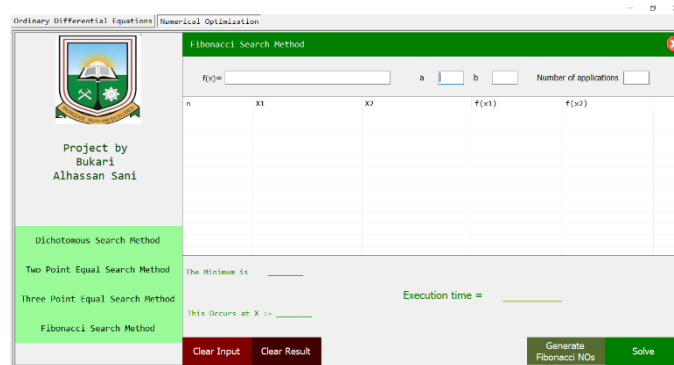 Ordinary Differential Equations Numerical Optimization
Fibonacci Search Method
f(x)=
a
b
Number of applications
n X1 X2 f(x1) f(x2)
Project by
Bukari
Alhassan Sani
Dichotomous Search Method
Two Point Equal Search Method
Three Point Equal Search Method
Fibonacci Search Method
The Minimum is
Execution time =
This Occurs at X :=
Clear Input
Clear Result
Generate
Fibonacci NOs
Solve